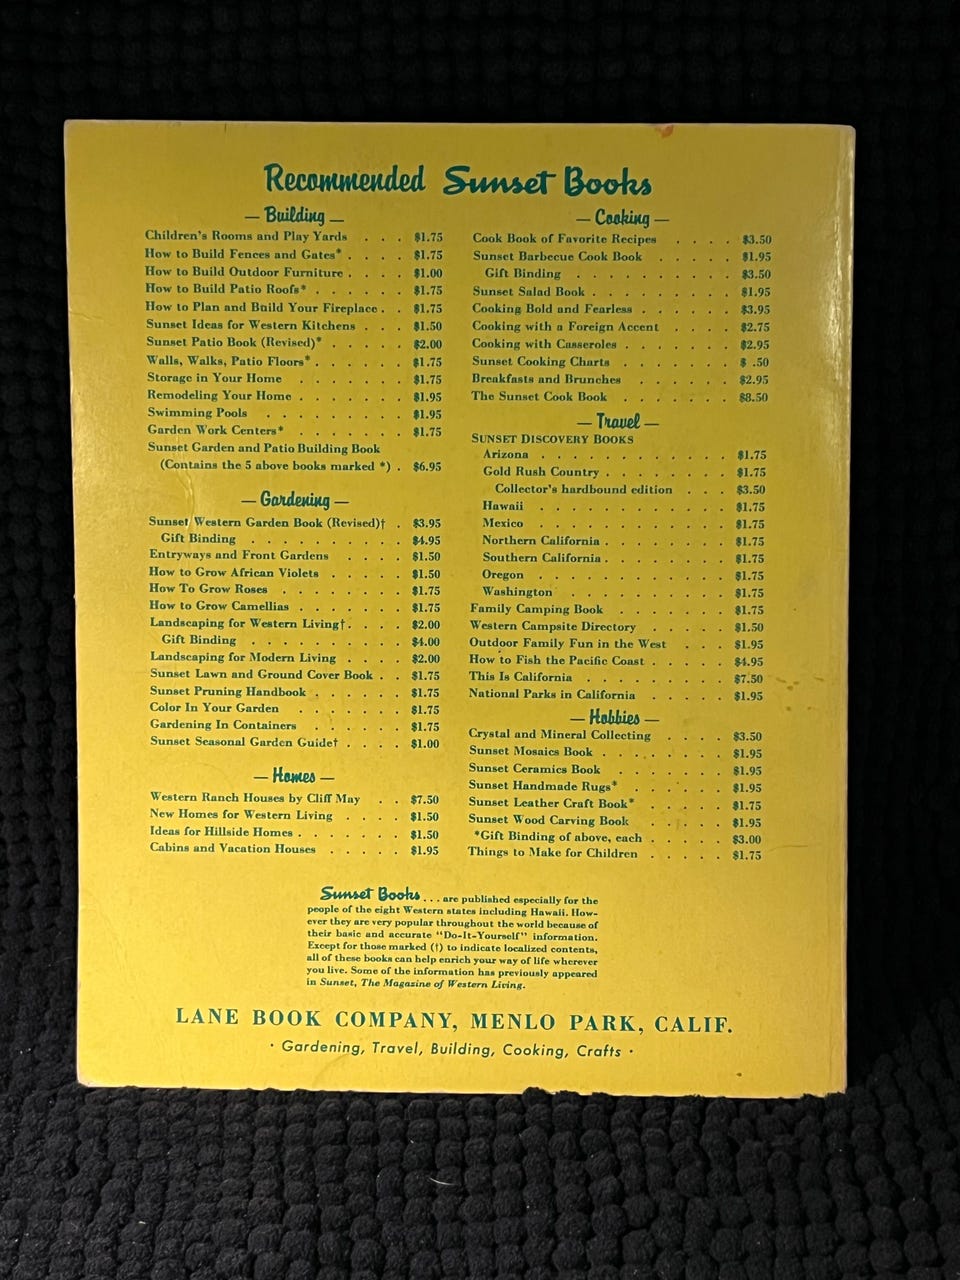 Recommended Sunset Books
— Building —
Children's Rooms and Play Yards . . . $1.75
How to Build Fences and Gates* . . . . $1.75
How to Build Outdoor Furniture . . . . $1.00
How to Build Patio Roofs* . . . . . . $1.75
How to Plan and Build Your Fireplace . . $1.75
Sunset Ideas for Western Kitchens . . . $1.50
Sunset Patio Book (Revised)* . . . . . $2.00
Walls, Walks, Patio Floors* . . . . . . $1.75
Storage in Your Home . . . . . . . $1.75
Remodeling Your Home . . . . . . . $1.95
Swimming Pools . . . . . . . . . $1.95
Garden Work Centers* . . . . . . . $1.75
Sunset Garden and Patio Building Book
(Contains the 5 above books marked *) . $6.95
— Gardening —
Sunset Western Garden Book (Revised)† . $3.95
Gift Binding . . . . . . . . . . $4.95
Entryways and Front Gardens . . . . $1.50
How to Grow African Violets . . . . . $1.50
How To Grow Roses . . . . . . . . $1.75
How to Grow Camellias . . . . . . . $1.75
Landscaping for Western Living† . . . . $2.00
Gift Binding . . . . . . . . . . $4.00
Landscaping for Modern Living . . . . $2.00
Sunset Lawn and Ground Cover Book . . $1.75
Sunset Pruning Handbook . . . . . . $1.75
Color In Your Garden . . . . . . . $1.75
Gardening In Containers . . . . . . $1.75
Sunset Seasonal Garden Guide† . . . . $1.00
— Homes —
Western Ranch Houses by Cliff May . . $7.50
New Homes for Western Living . . . . $1.50
Ideas for Hillside Homes . . . . . . . $1.50
Cabins and Vacation Houses . . . . . $1.95
— Cooking —
Cook Book of Favorite Recipes . . . . $3.50
Sunset Barbecue Cook Book . . . . . $1.95
Gift Binding . . . . . . . . . . $3.50
Sunset Salad Book . . . . . . . . . $1.95
Cooking Bold and Fearless . . . . . . $3.95
Cooking with a Foreign Accent . . . . $2.75
Cooking with Casseroles . . . . . . . $2.95
Sunset Cooking Charts . . . . . . . $ .50
Breakfasts and Brunches . . . . . . $2.95
The Sunset Cook Book . . . . . . . $8.50
— Travel —
SUNSET DISCOVERY BOOKS
Arizona . . . . . . . . . . . . $1.75
Gold Rush Country . . . . . . . . $1.75
Collector's hardbound edition . . . $3.50
Hawaii . . . . . . . . . . . . $1.75
Mexico . . . . . . . . . . . . $1.75
Northern California . . . . . . . . $1.75
Southern California . . . . . . . . $1.75
Oregon . . . . . . . . . . . . $1.75
Washington . . . . . . . . . . $1.75
Family Camping Book . . . . . . . $1.75
Western Campsite Directory . . . . . $1.50
Outdoor Family Fun in the West . . . $1.95
How to Fish the Pacific Coast . . . . . $4.95
This Is California . . . . . . . . . $7.50
National Parks in California . . . . . $1.95
— Hobbies —
Crystal and Mineral Collecting . . . . $3.50
Sunset Mosaics Book . . . . . . . . $1.95
Sunset Ceramics Book . . . . . . . $1.95
Sunset Handmade Rugs* . . . . . . $1.95
Sunset Leather Craft Book* . . . . . $1.75
Sunset Wood Carving Book . . . . . $1.95
*Gift Binding of above, each . . . . . $3.00
Things to Make for Children . . . . . $1.75
Sunset Books . . . are published especially for the
people of the eight Western states including Hawaii. How-
ever they are very popular throughout the world because of
their basic and accurate "Do-It-Yourself" information.
Except for those marked (†) to indicate localized contents,
all of these books can help enrich your way of life wherever
you live. Some of the information has previously appeared
in Sunset, The Magazine of Western Living.
LANE BOOK COMPANY, MENLO PARK, CALIF.
· Gardening, Travel, Building, Cooking, Crafts ·